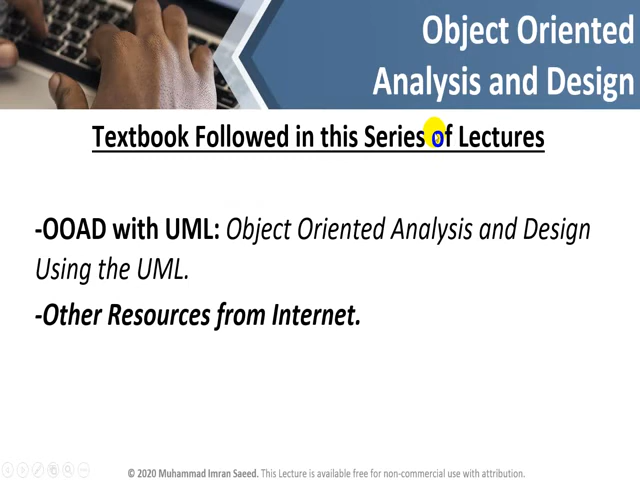 Object Oriented
Analysis and Design
Textbook Followed in this Series of Lectures
-OOAD with UML: Object Oriented Analysis and Design
Using the UML.
-Other Resources from Internet.
© 2020 Muhammad Imran Saeed. This Lecture is available free for non-commercial use with attribution.